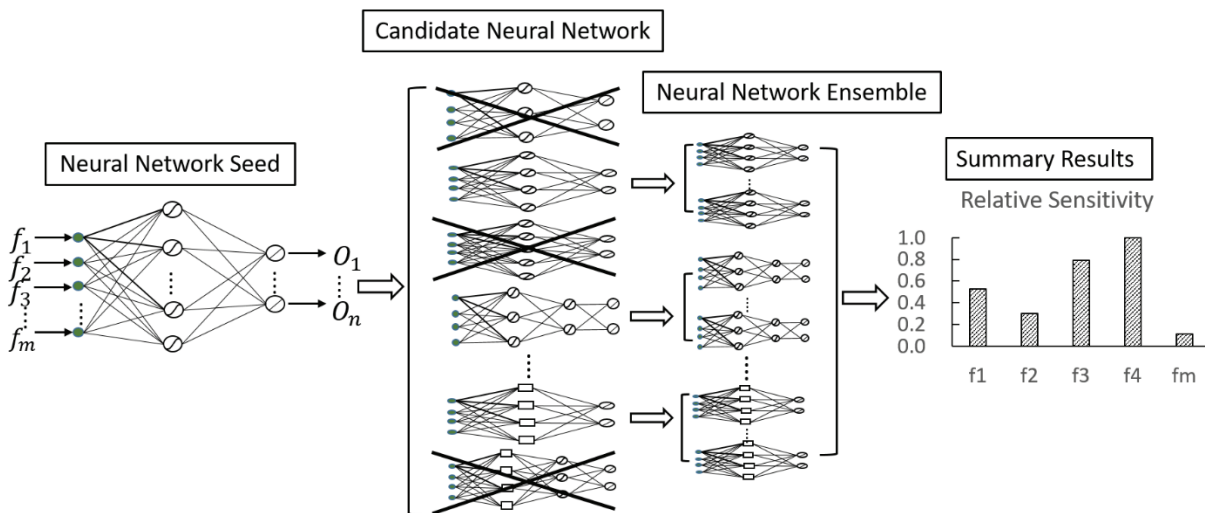 Candidate Neural Network
Neural Network Ensemble
Neural Network Seed
Summary Results
Relative Sensitivity
f₁
f₂
f₃
fₘ
O₁
Oₙ
1.0
0.8
0.6
0.4
0.2
0.0
f1 f2 f3 f4 fm